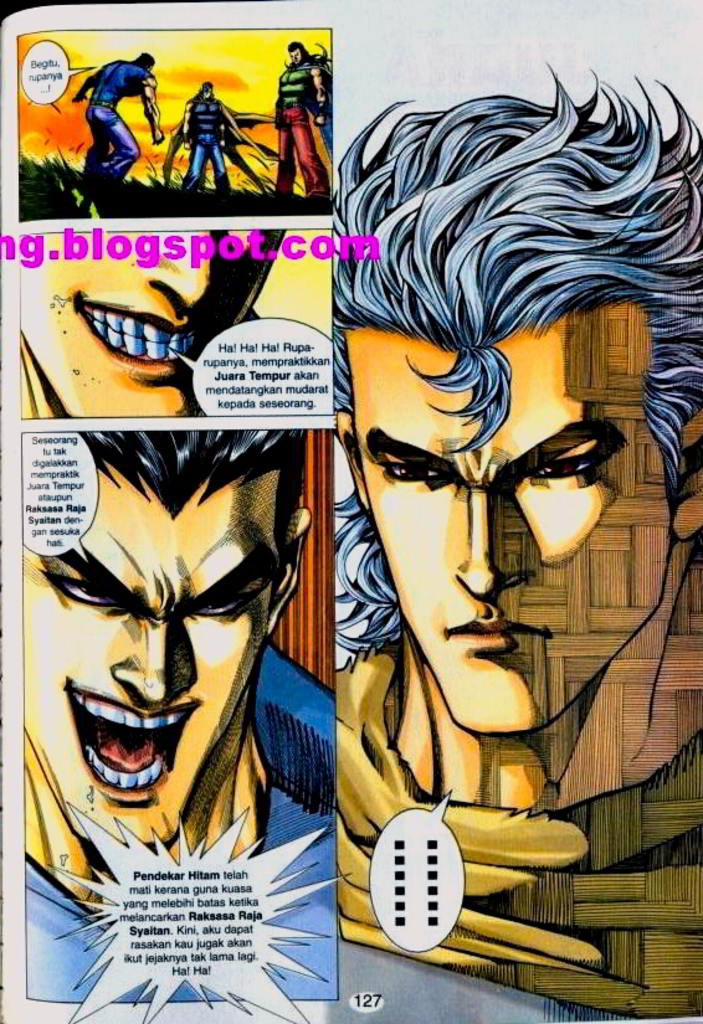 Begitu,
rupanya
...!
ng.blogspot.com
Ha! Ha! Ha! Rupa-
rupanya, mempraktikkan
Juara Tempur akan
mendatangkan mudarat
kepada seseorang.
Seseorang
tu tak
digalakkan
mempraktik
Juara Tempur
ataupun
Raksasa Raja
Syaitan den-
gan sesuka
hati.
Pendekar Hitam telah
mati kerana guna kuasa
yang melebihi batas ketika
melancarkan Raksasa Raja
Syaitan. Kini, aku dapat
rasakan kau jugak akan
ikut jejaknya tak lama lagi.
Ha! Ha!
127